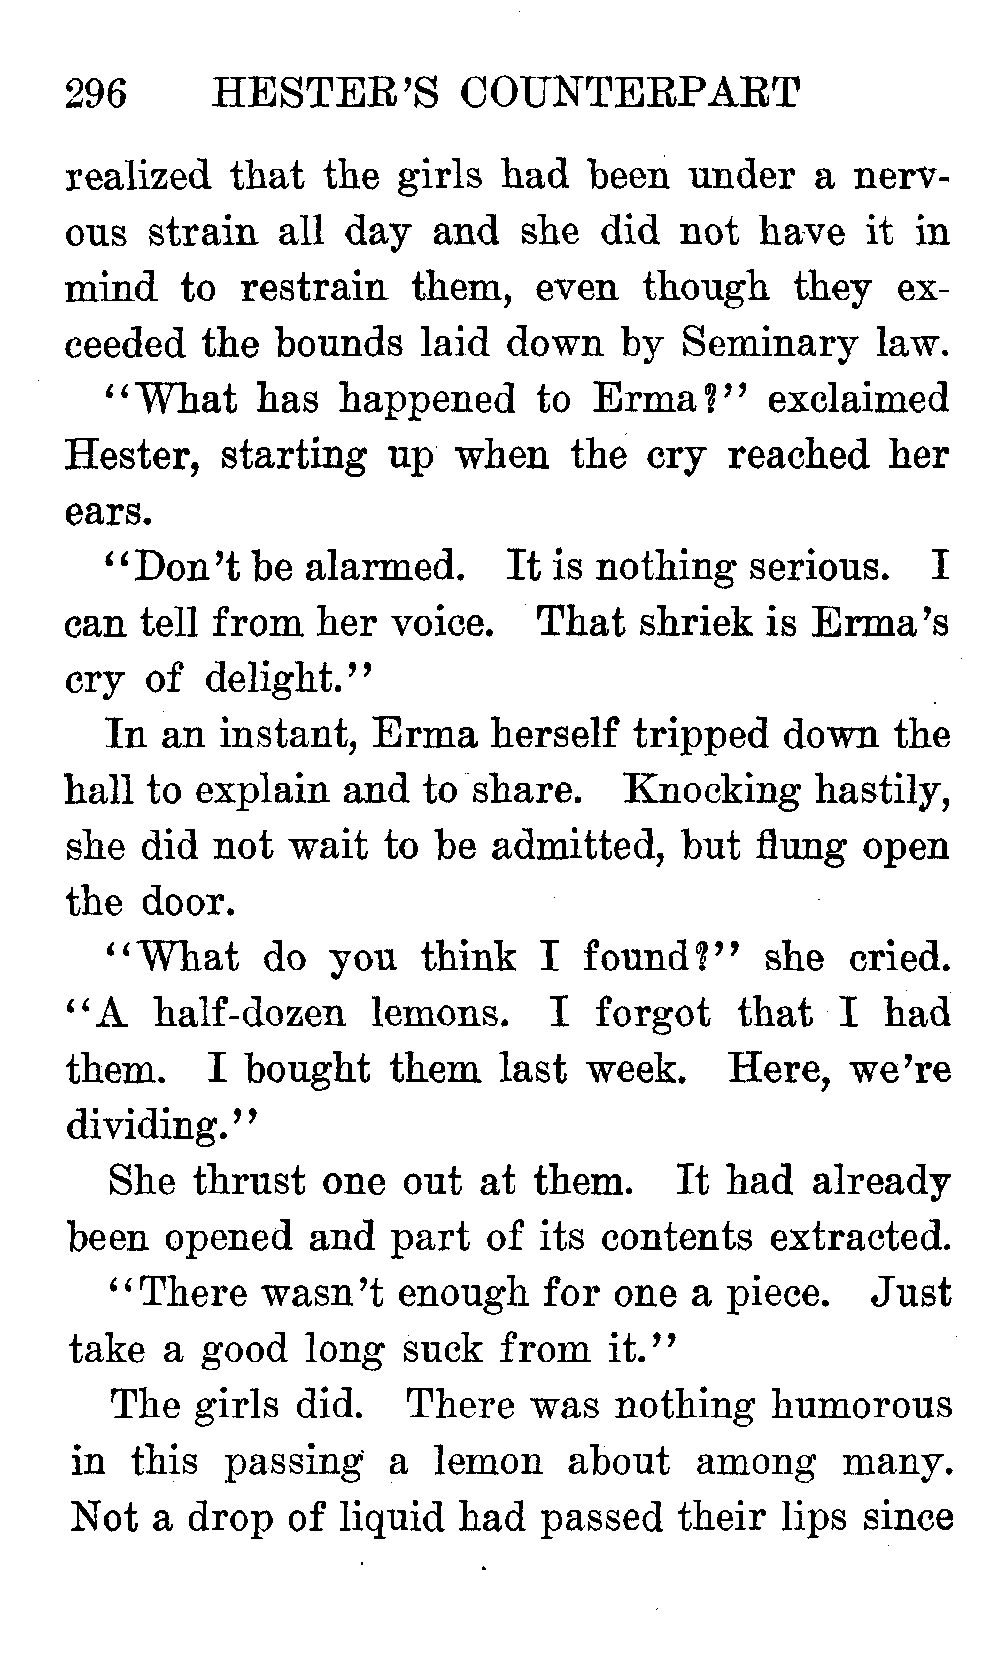 296 HESTER'S COUNTERPART
realized that the girls had been under a nerv-
ous strain all day and she did not have it in
mind to restrain them, even though they ex-
ceeded the bounds laid down by Seminary law.
"What has happened to Erma?" exclaimed
Hester, starting up when the cry reached her
ears.
"Don't be alarmed. It is nothing serious. I
can tell from her voice. That shriek is Erma's
cry of delight."
In an instant, Erma herself tripped down the
hall to explain and to share. Knocking hastily,
she did not wait to be admitted, but flung open
the door.
"What do you think I found?" she cried.
"A half-dozen lemons. I forgot that I had
them. I bought them last week. Here, we're
dividing."
She thrust one out at them. It had already
been opened and part of its contents extracted.
"There wasn't enough for one a piece. Just
take a good long suck from it."
The girls did. There was nothing humorous
in this passing a lemon about among many.
Not a drop of liquid had passed their lips since